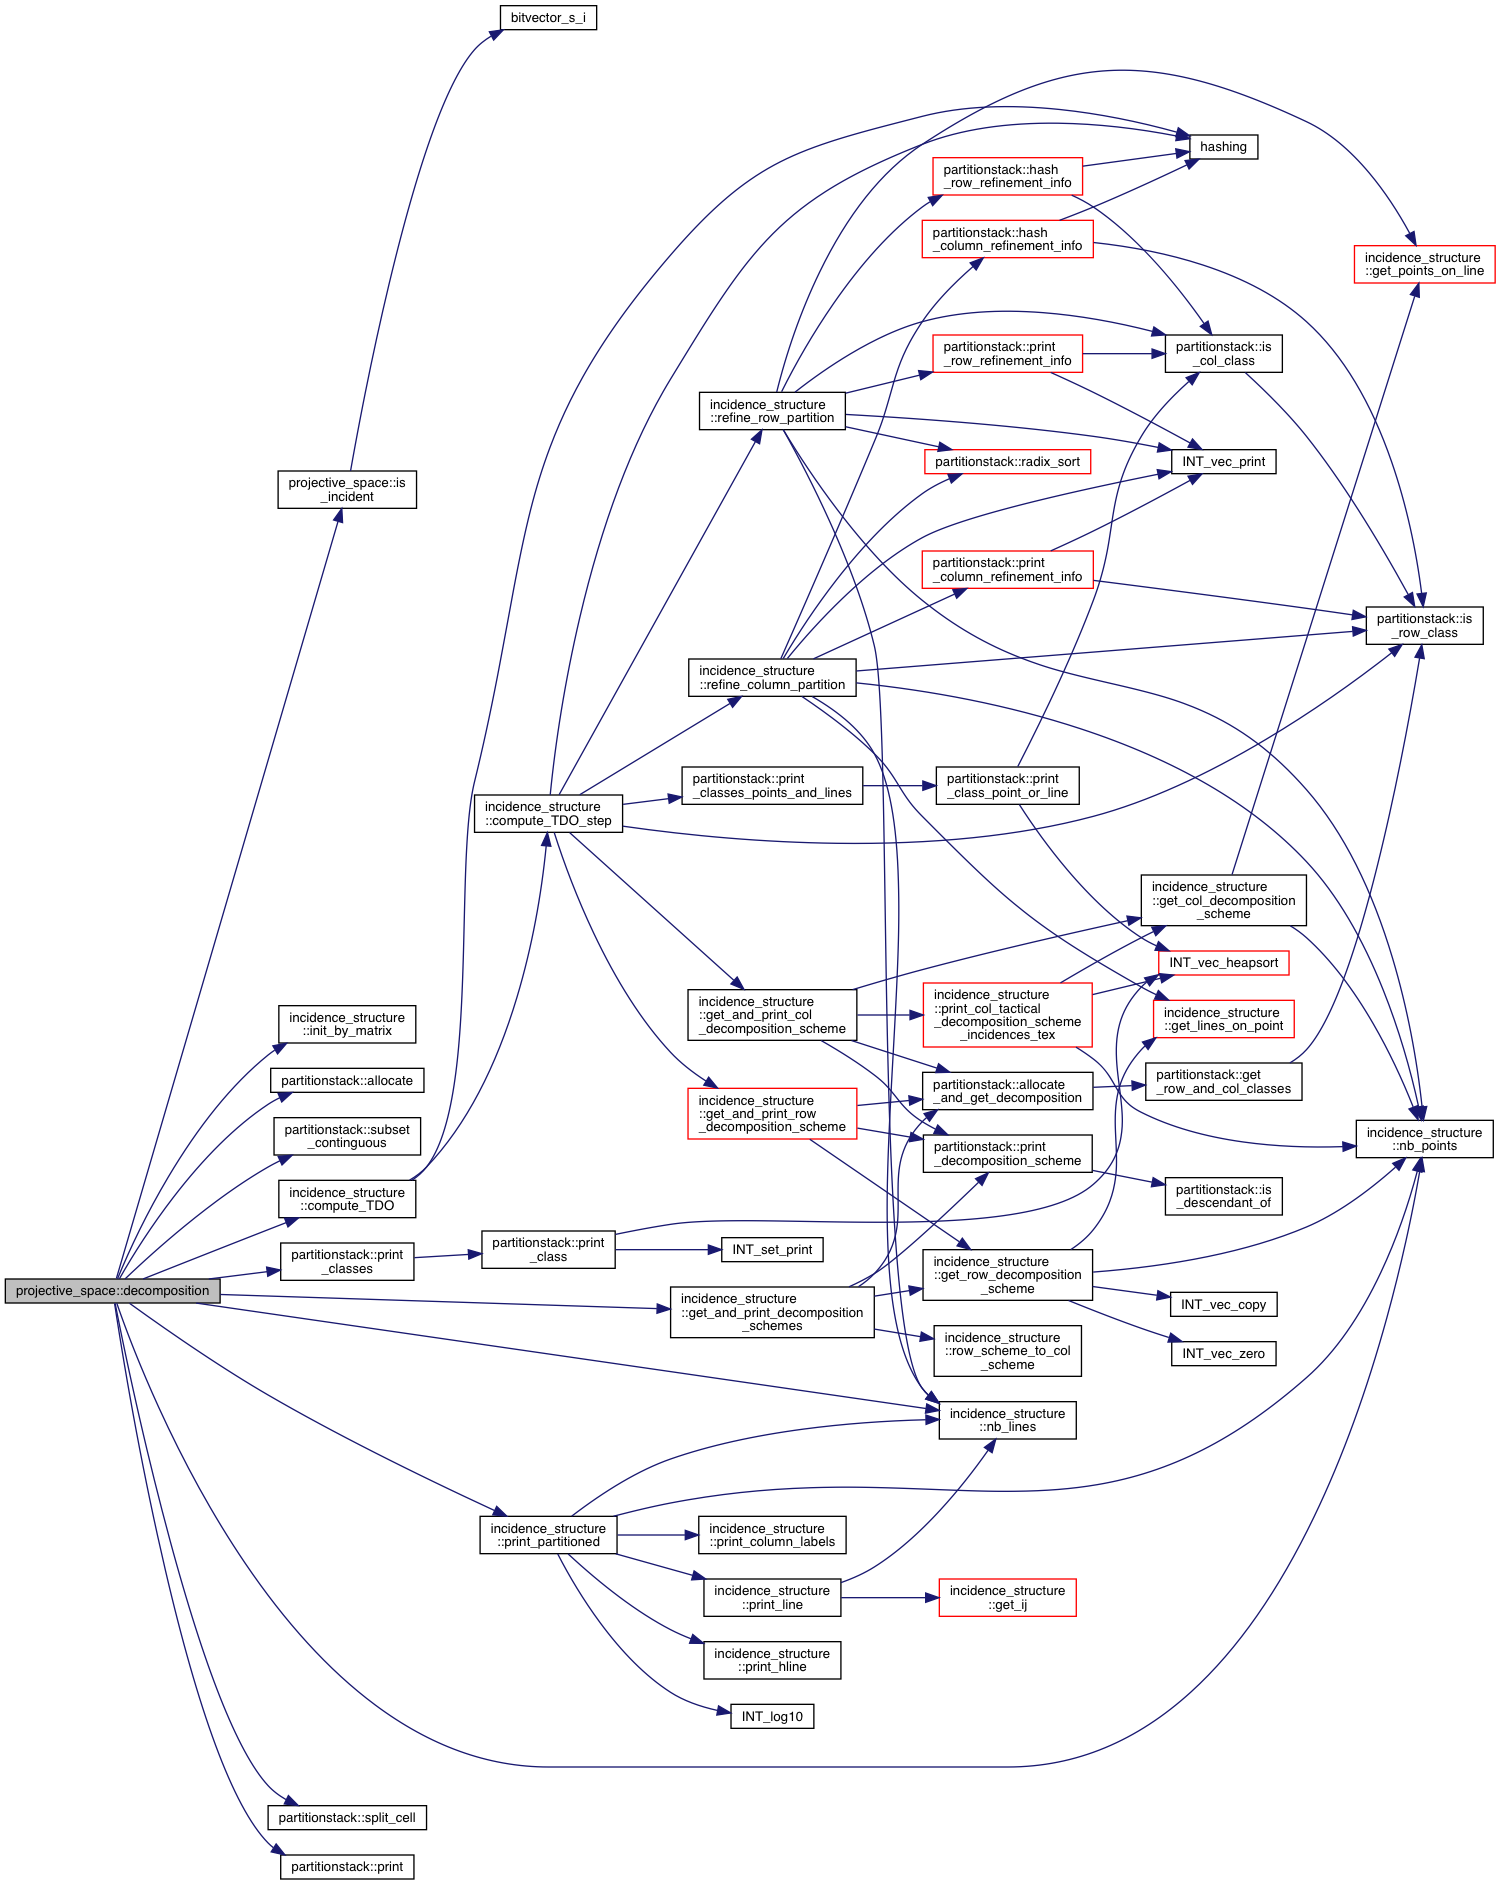 bitvector_s_i
hashing
partitionstack::hash
_row_refinement_info
partitionstack::hash
_column_refinement_info
incidence_structure
::get_points_on_line
partitionstack::print
_row_refinement_info
partitionstack::is
_col_class
incidence_structure
::refine_row_partition
partitionstack::radix_sort
INT_vec_print
projective_space::is
_incident
partitionstack::print
_column_refinement_info
partitionstack::is
_row_class
incidence_structure
::refine_column_partition
partitionstack::print
_classes_points_and_lines
partitionstack::print
_class_point_or_line
incidence_structure
::compute_TDO_step
incidence_structure
::get_col_decomposition
_scheme
INT_vec_heapsort
incidence_structure
::get_and_print_col
_decomposition_scheme
incidence_structure
::print_col_tactical
_decomposition_scheme
_incidences_tex
incidence_structure
::get_lines_on_point
incidence_structure
::init_by_matrix
partitionstack::allocate
partitionstack::allocate
_and_get_decomposition
partitionstack::get
_row_and_col_classes
incidence_structure
::get_and_print_row
_decomposition_scheme
partitionstack::subset
_continguous
partitionstack::print
_decomposition_scheme
incidence_structure
::nb_points
incidence_structure
::compute_TDO
partitionstack::is
_descendant_of
partitionstack::print
_classes
partitionstack::print
_class
INT_set_print
incidence_structure
::get_row_decomposition
_scheme
projective_space::decomposition
incidence_structure
::get_and_print_decomposition
_schemes
INT_vec_copy
incidence_structure
::row_scheme_to_col
_scheme
INT_vec_zero
incidence_structure
::nb_lines
incidence_structure
::print_partitioned
incidence_structure
::print_column_labels
incidence_structure
::print_line
incidence_structure
::get_ij
incidence_structure
::print_hline
INT_log10
partitionstack::split_cell
partitionstack::print